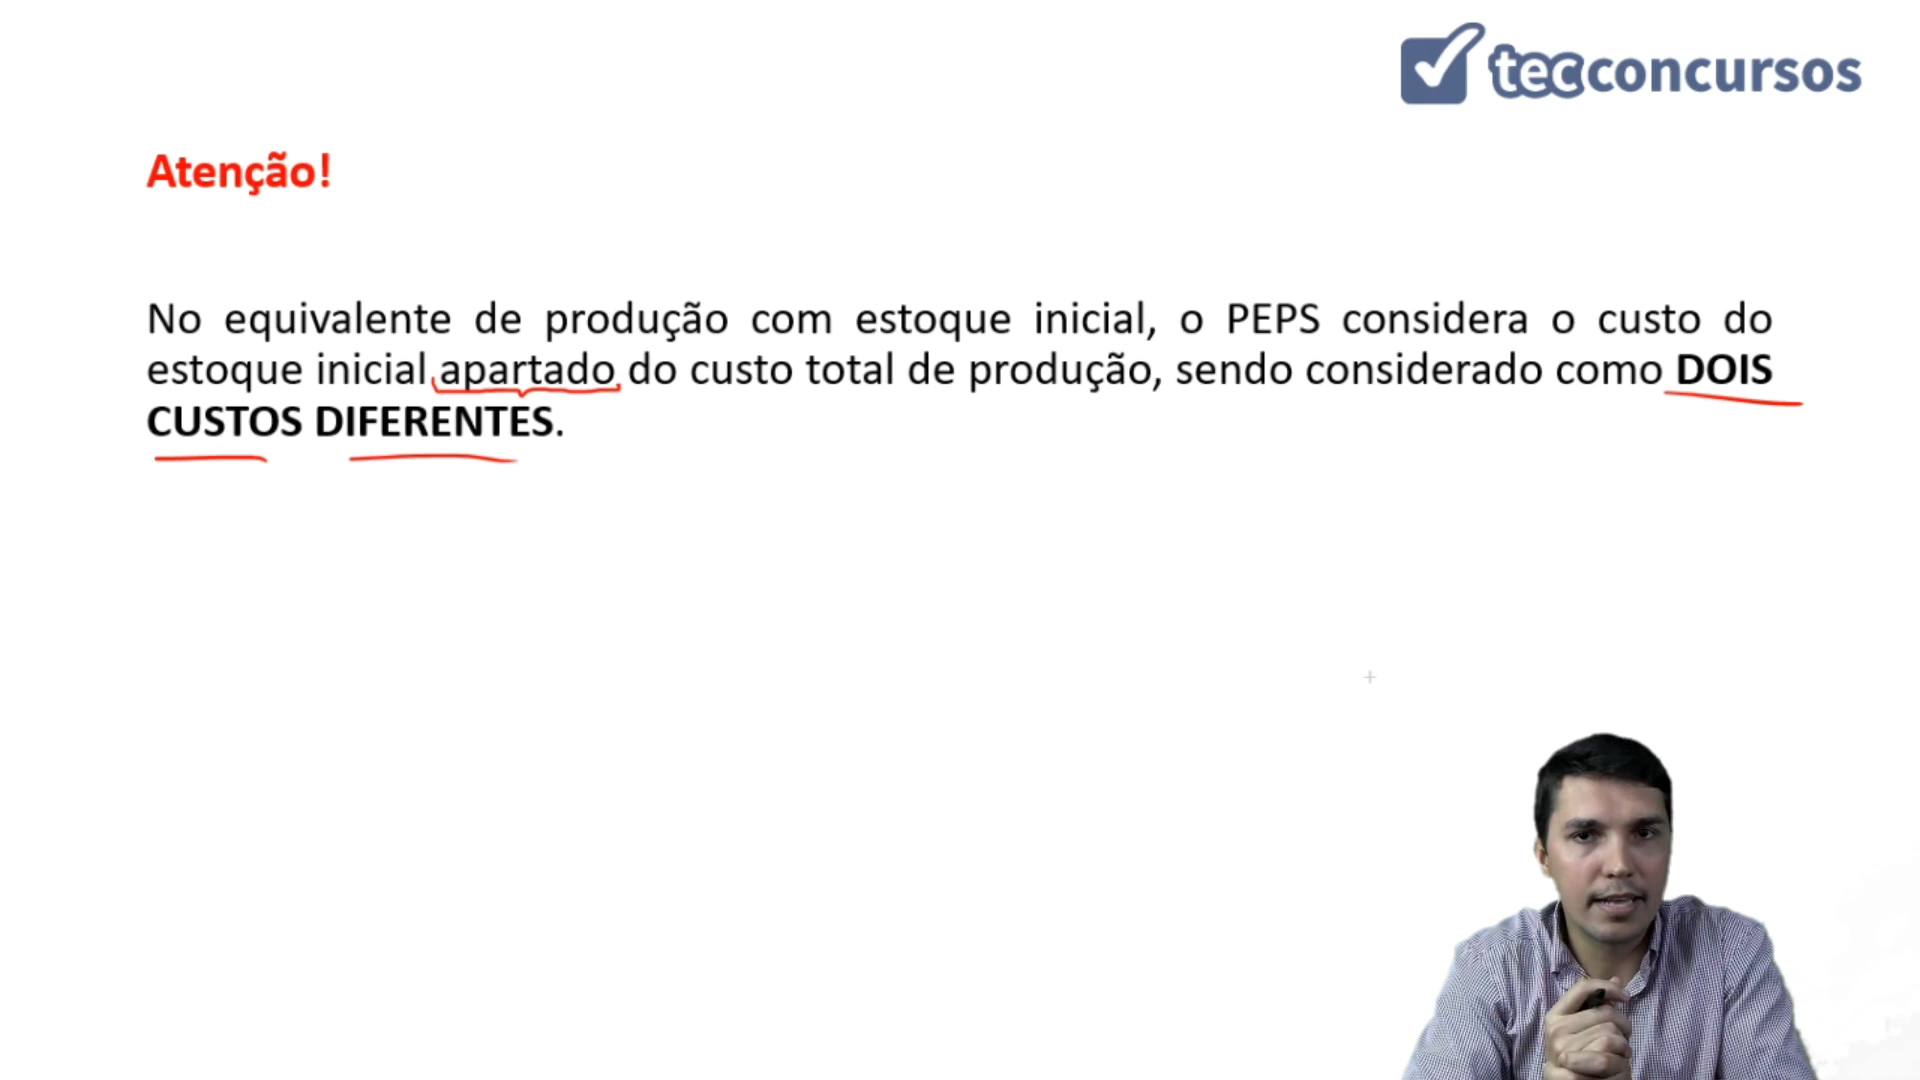 tecconcursos
Atenção!
No equivalente de produção com estoque inicial, o PEPS considera o custo do
estoque inicial apartado do custo total de produção, sendo considerado como DOIS
CUSTOS DIFERENTES.